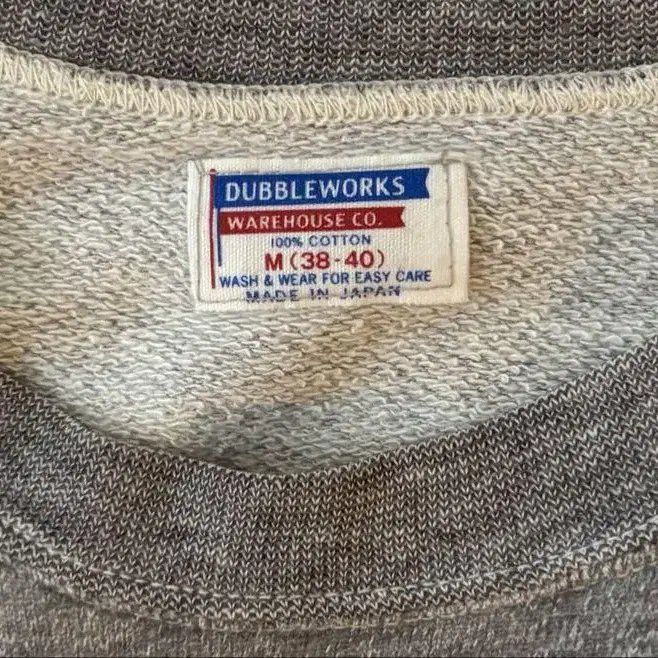 DUBBLEWORKS
WAREHOUSE CO.
100% COTTON
M (38-40)
WASH & WEAR FOR EASY CARE
MADE IN JAPAN